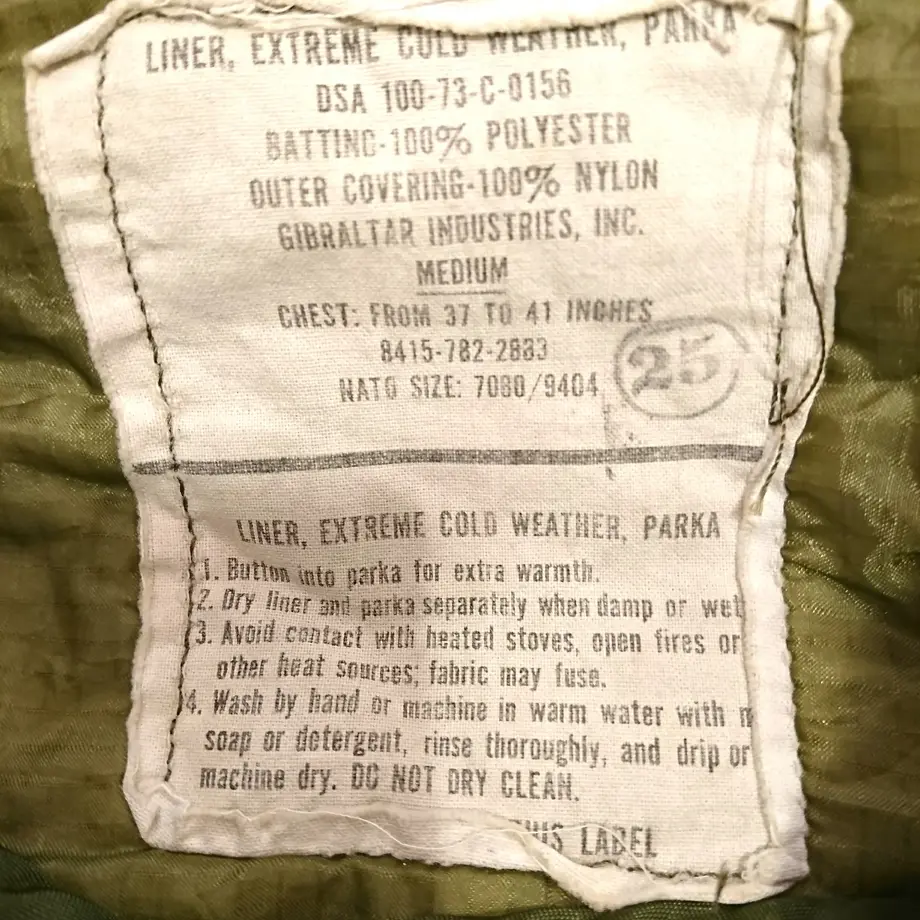 LINER, EXTREME COLD WEATHER, PARKA
DSA 100-73-C-0156
BATTING-100% POLYESTER
OUTER COVERING-100% NYLON
GIBRALTAR INDUSTRIES, INC.
MEDIUM
CHEST: FROM 37 TO 41 INCHES
8415-782-2883
NATO SIZE: 7080/9404
25
LINER, EXTREME COLD WEATHER, PARKA
1. Button into parka for extra warmth.
2. Dry liner and parka separately when damp or wet
3. Avoid contact with heated stoves, open fires or
other heat sources; fabric may fuse.
4. Wash by hand or machine in warm water with
soap or detergent, rinse thoroughly, and drip or
machine dry. DO NOT DRY CLEAN.
THIS LABEL